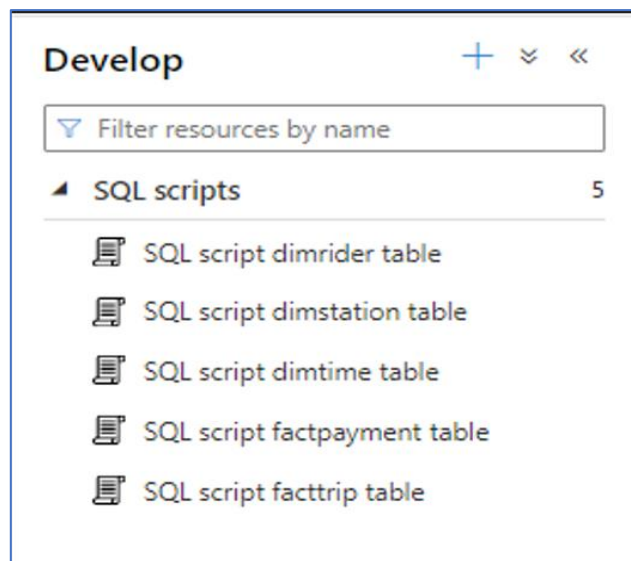 Develop
Filter resources by name
SQL scripts 5
SQL script dimrider table
SQL script dimstation table
SQL script dimtime table
SQL script factpayment table
SQL script facttrip table